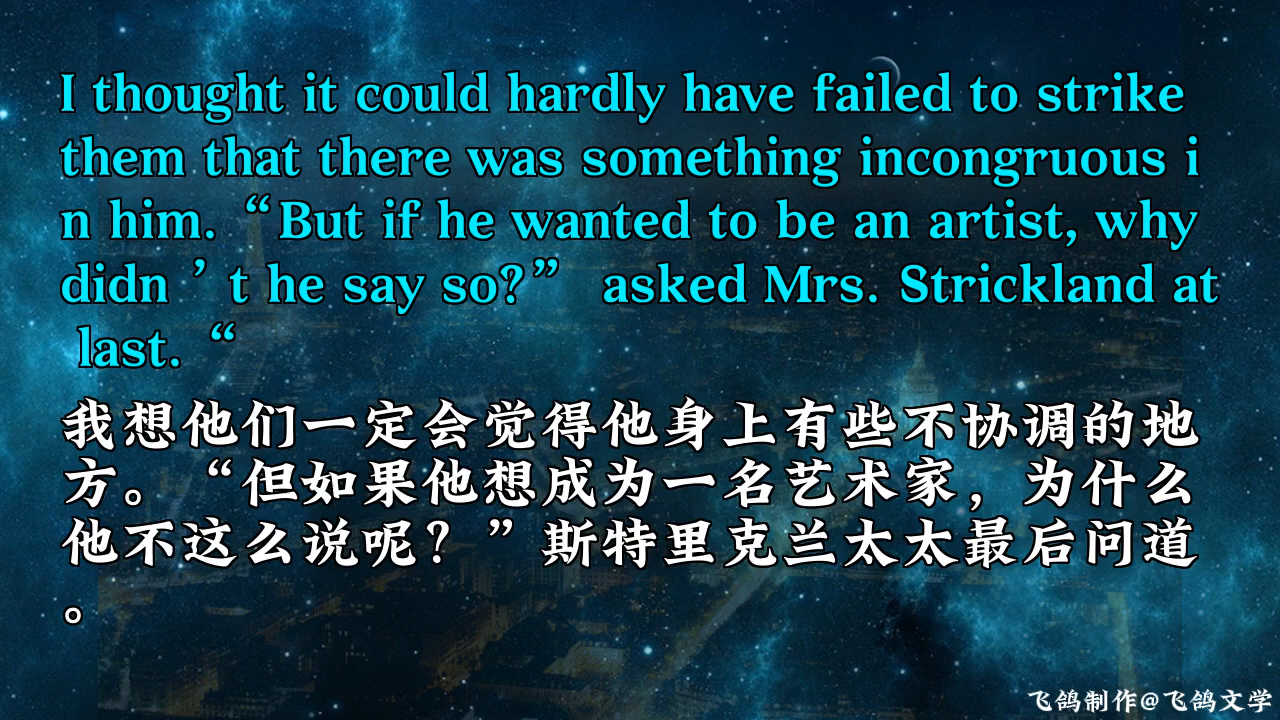 I thought it could hardly have failed to strike
them that there was something incongruous i
n him.“But if he wanted to be an artist, why
didn’t he say so?” asked Mrs. Strickland at
last.“
我想他们一定会觉得他身上有些不协调的地
方。“但如果他想成为一名艺术家，为什么
他不这么说呢？”斯特里克兰太太最后问道
。
飞鸽制作@飞鸽文学